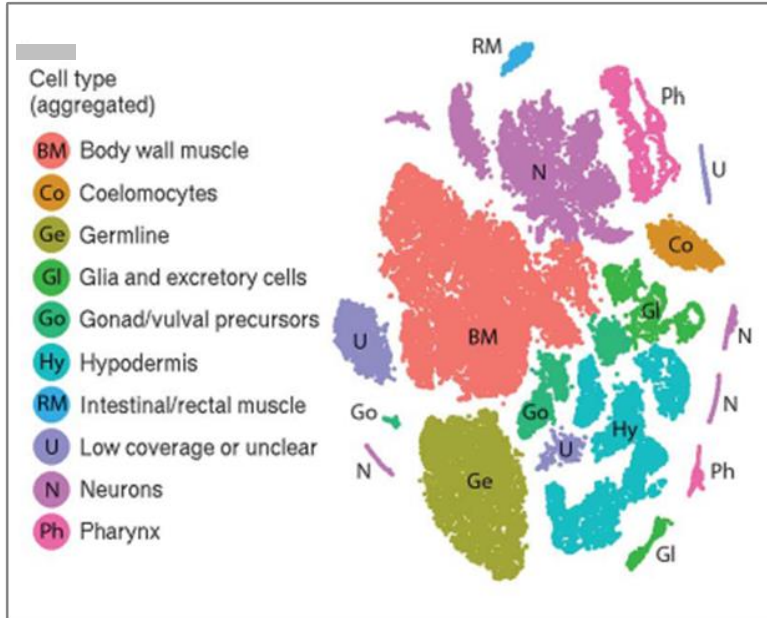 Cell type
(aggregated)
BM Body wall muscle
Co Coelomocytes
Ge Germline
Gl Glia and excretory cells
Go Gonad/vulval precursors
Hy Hypodermis
RM Intestinal/rectal muscle
U Low coverage or unclear
N Neurons
Ph Pharynx
RM
Ph
N
U
Co
Gl
BM
N
U
Go
Go
N
Hy
N
U
Ge
Ph
Gl